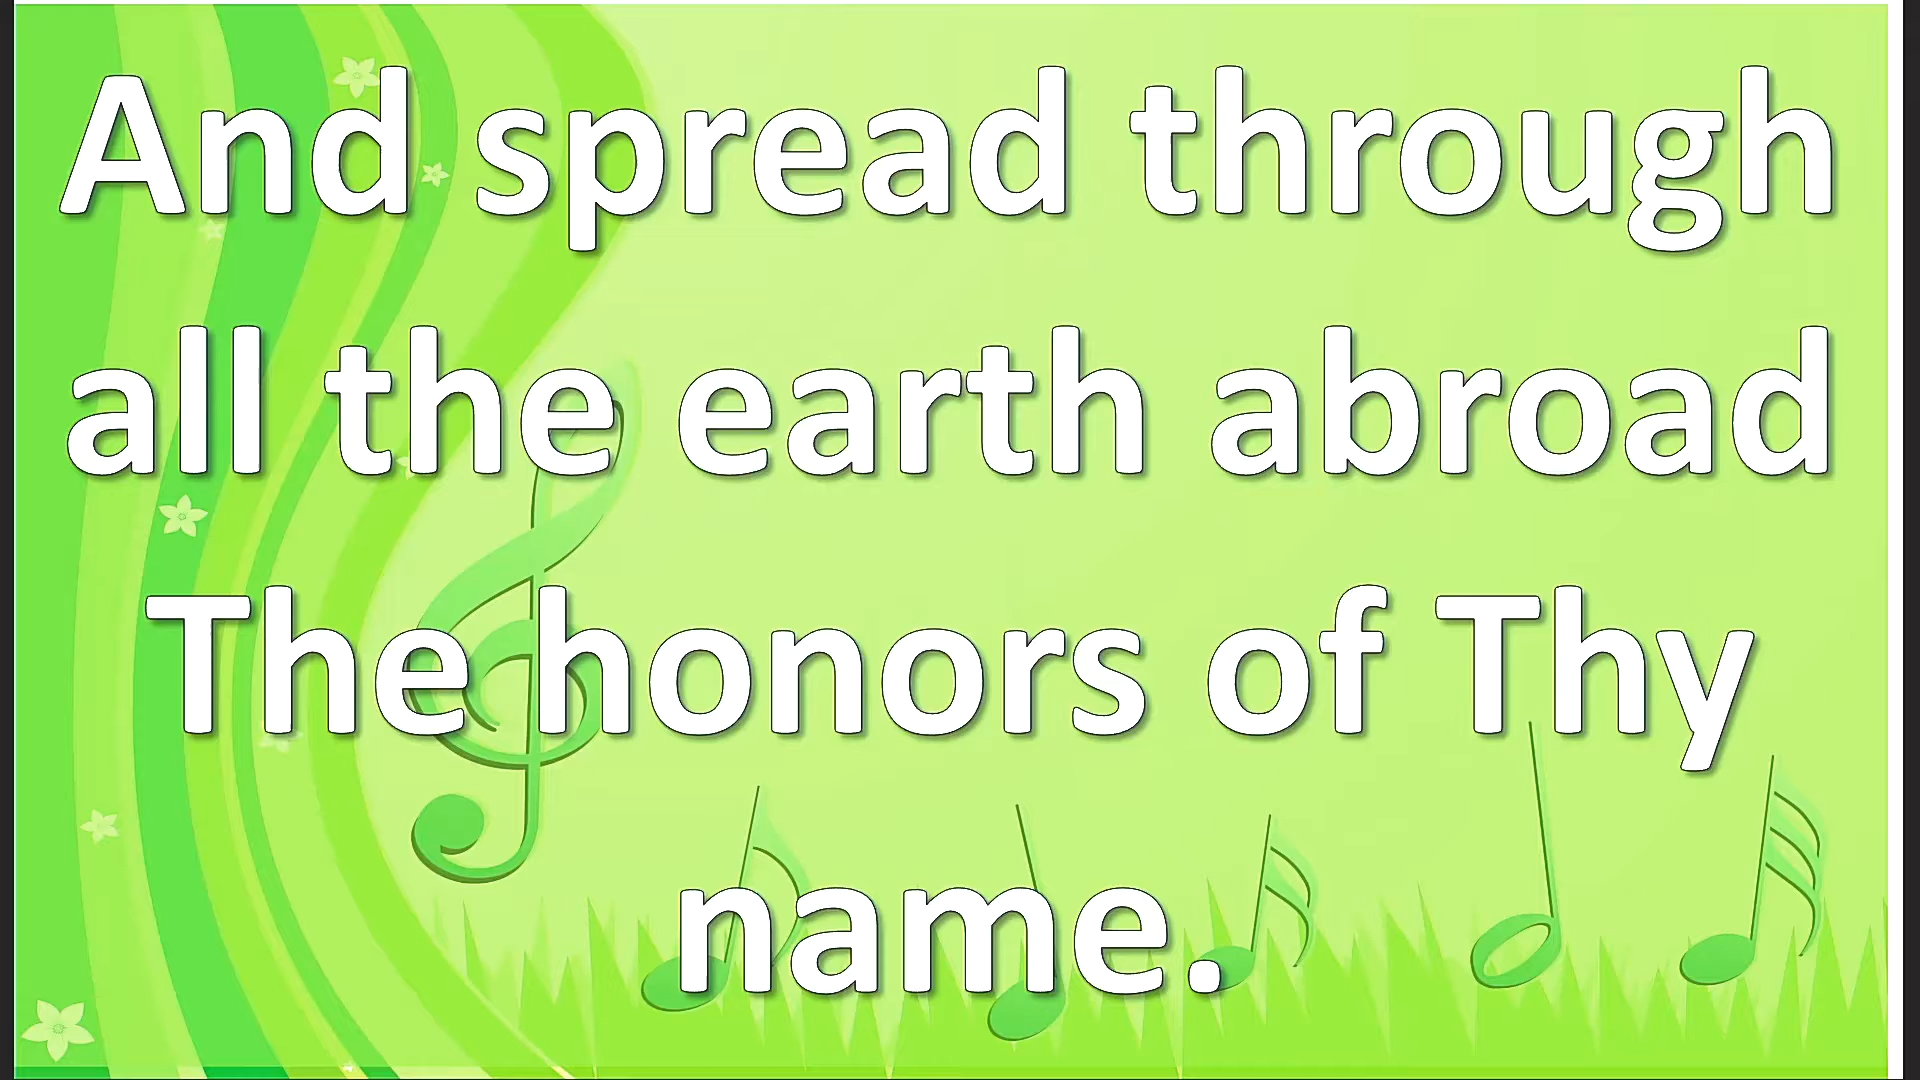 And spread through
all the earth abroad
The honors of Thy
name.